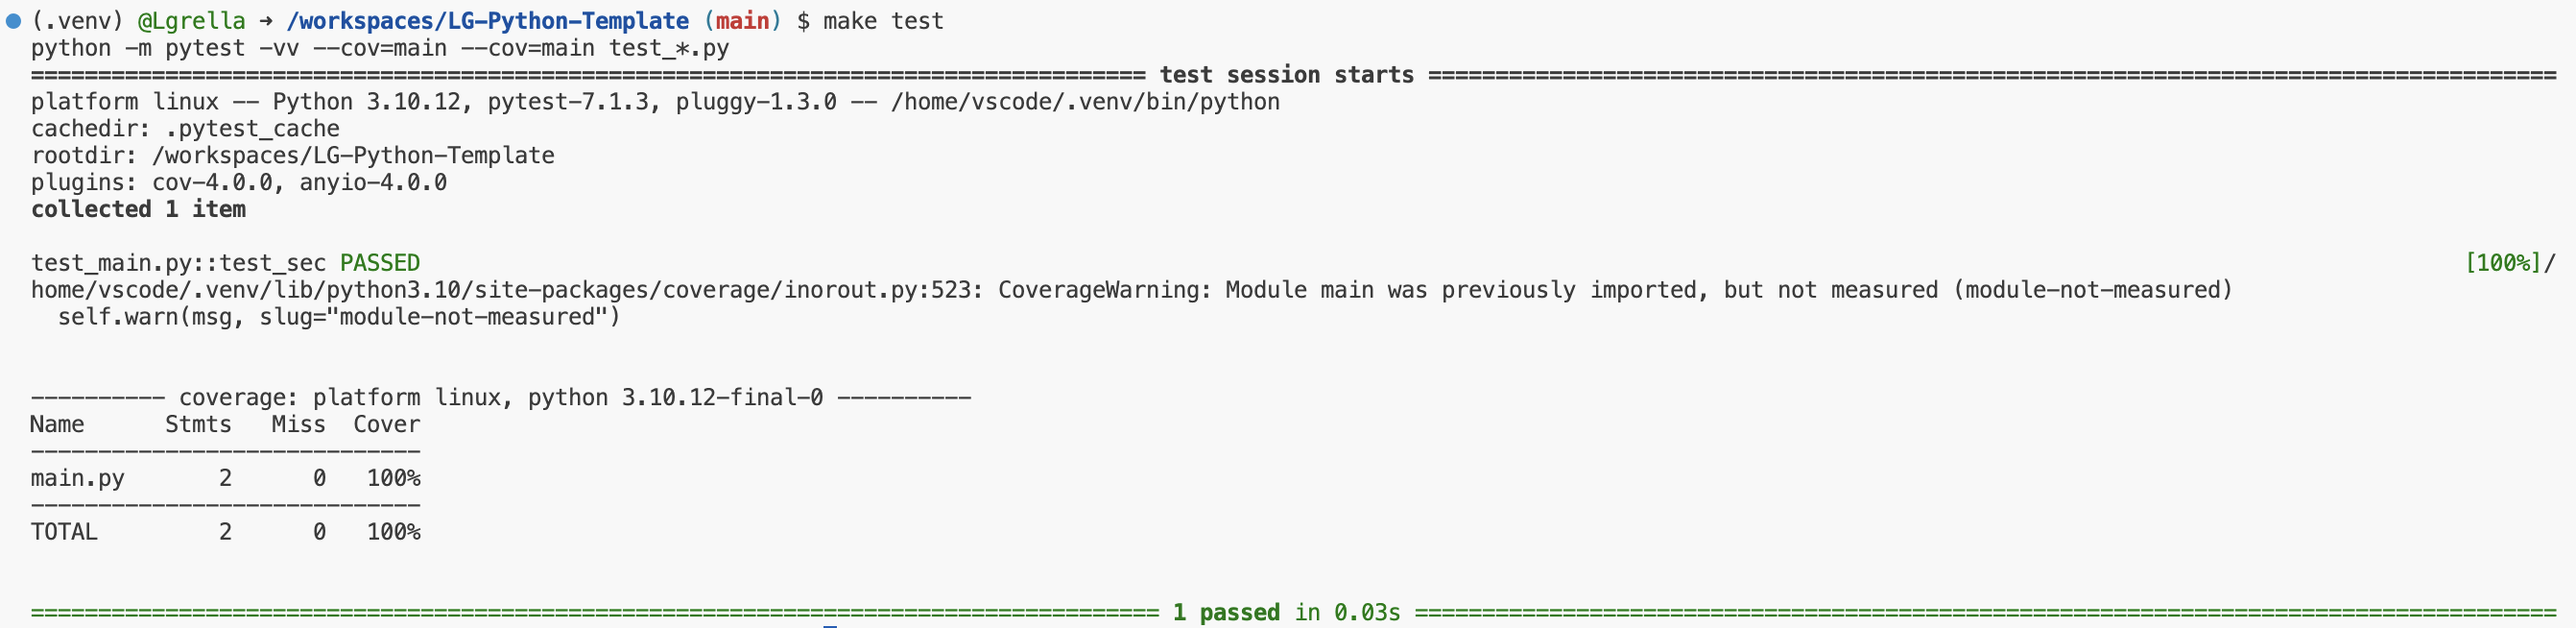 (.venv) @Lgrella ➜ /workspaces/LG-Python-Template (main) $ make test
python -m pytest -vv --cov=main --cov=main test_*.py
=================================================================================== test session starts ====================================================================================
platform linux -- Python 3.10.12, pytest-7.1.3, pluggy-1.3.0 -- /home/vscode/.venv/bin/python
cachedir: .pytest_cache
rootdir: /workspaces/LG-Python-Template
plugins: cov-4.0.0, anyio-4.0.0
collected 1 item
test_main.py::test_sec PASSED [100%]/
home/vscode/.venv/lib/python3.10/site-packages/coverage/inorout.py:523: CoverageWarning: Module main was previously imported, but not measured (module-not-measured)
self.warn(msg, slug="module-not-measured")
---------- coverage: platform linux, python 3.10.12-final-0 ----------
Name Stmts Miss Cover
-----------------------------
main.py 2 0 100%
-----------------------------
TOTAL 2 0 100%
==================================================================================== 1 passed in 0.03s =====================================================================================